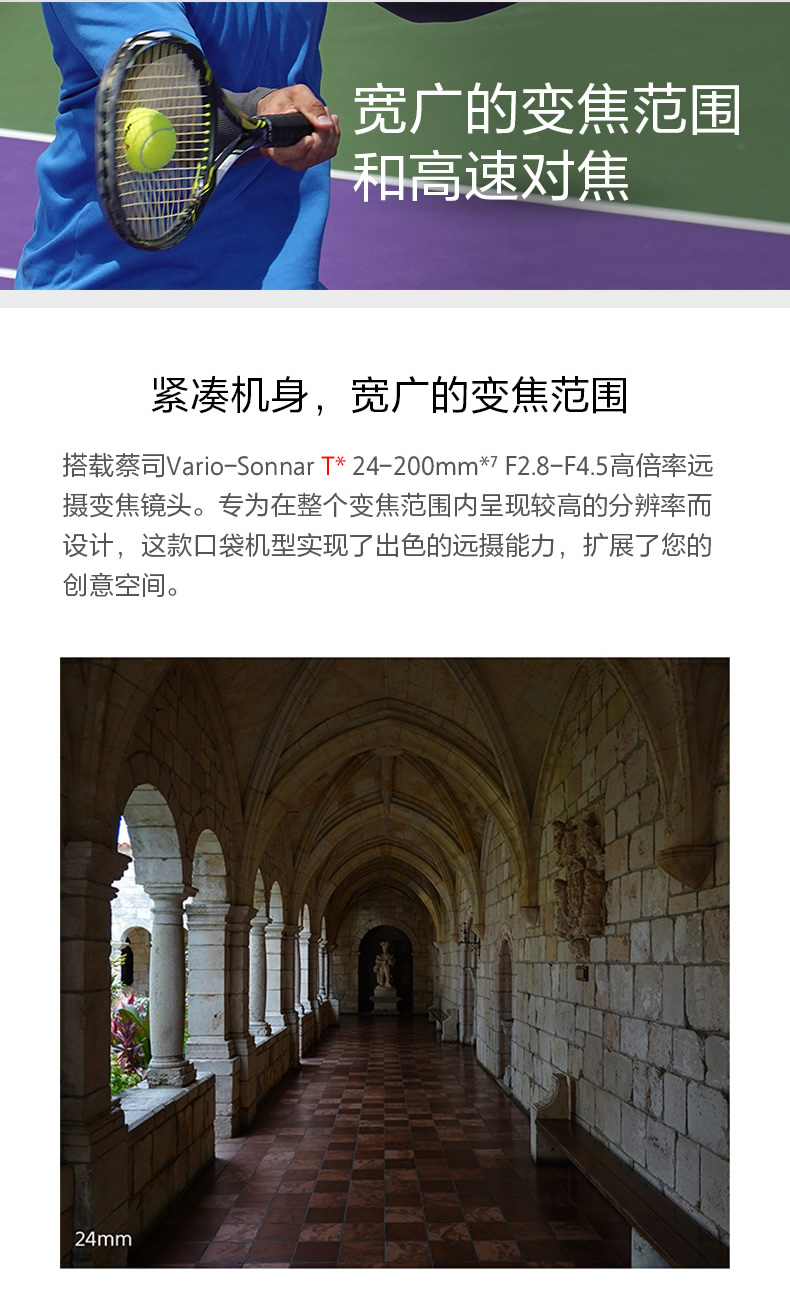 宽广的变焦范围
和高速对焦
紧凑机身，宽广的变焦范围
搭载蔡司Vario-Sonnar T* 24-200mm*7 F2.8-F4.5高倍率远
摄变焦镜头。专为在整个变焦范围内呈现较高的分辨率而
设计，这款口袋机型实现了出色的远摄能力，扩展了您的
创意空间。
24mm